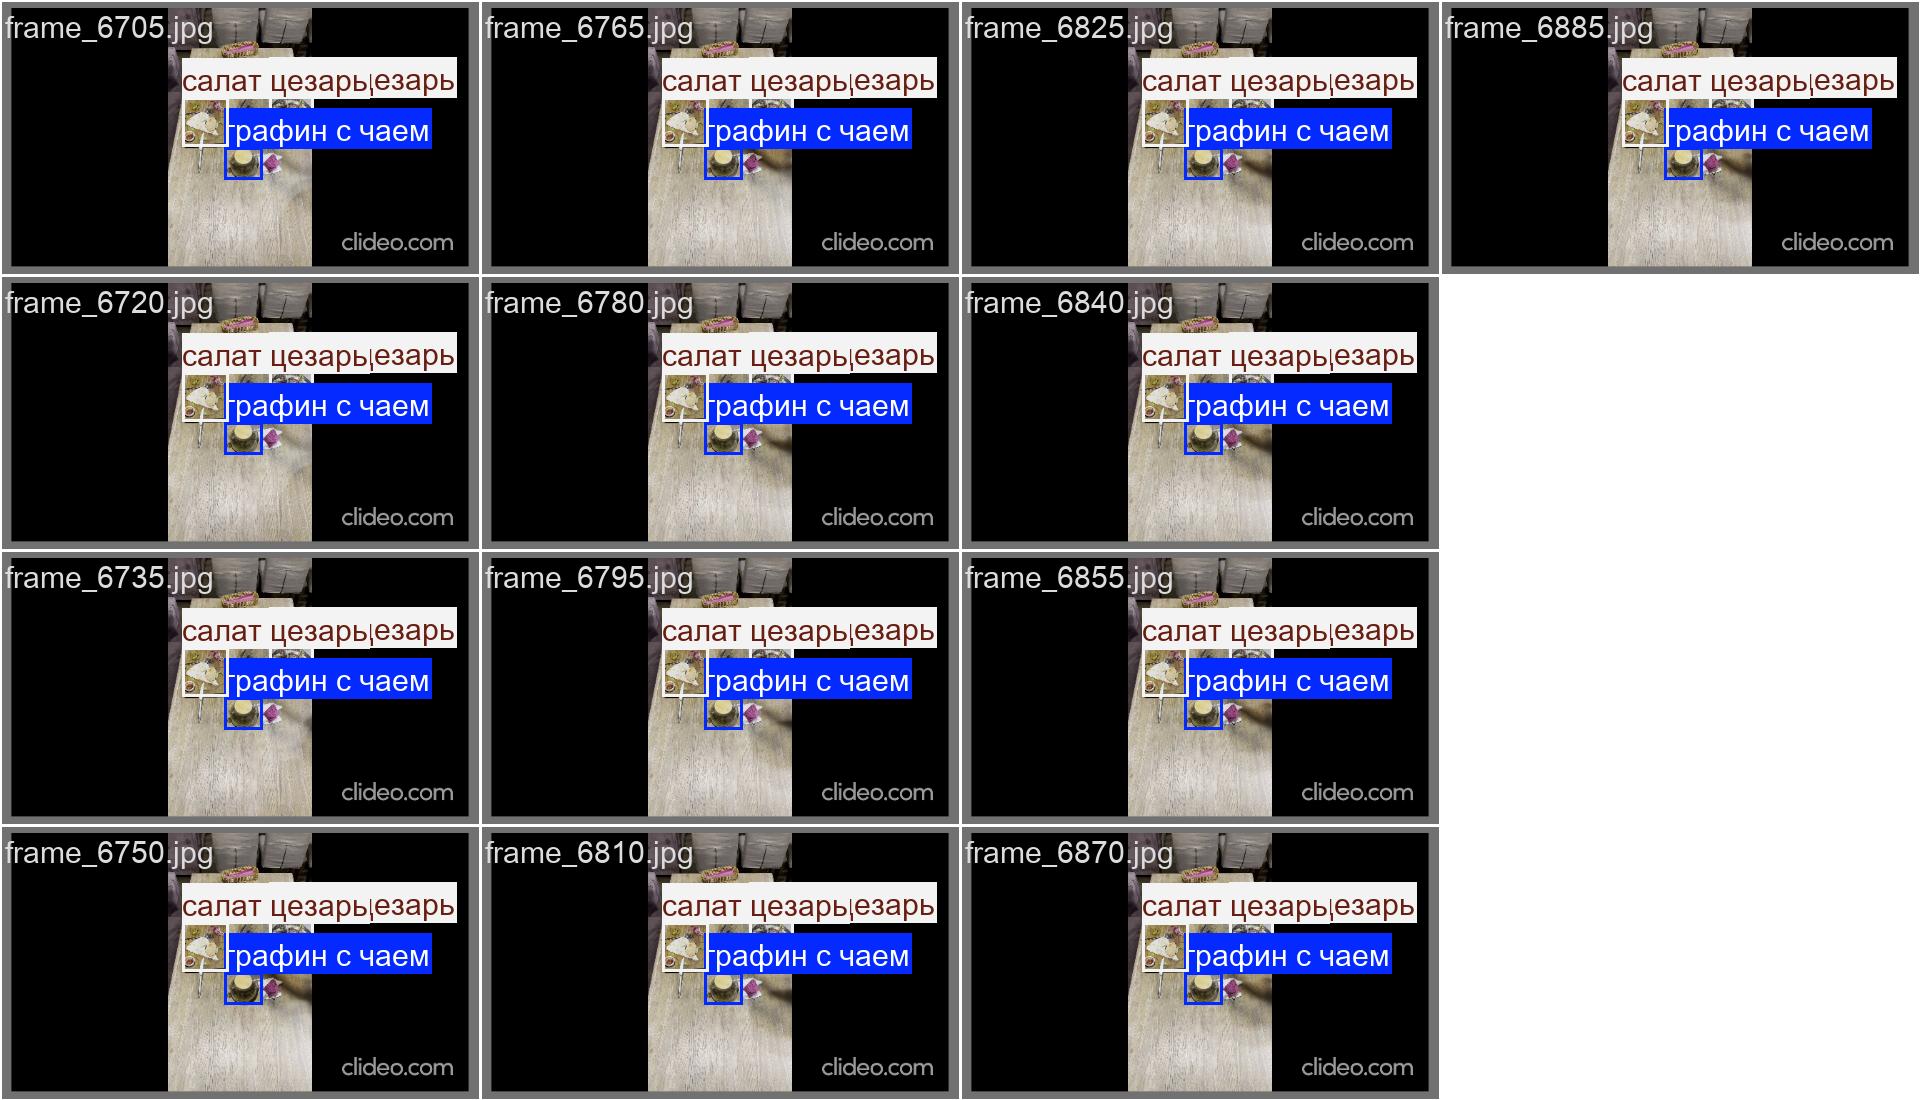 frame_6705.jpg
салат цезарь
езарь
графин с чаем
clideo.com
frame_6765.jpg
салат цезарь
езарь
графин с чаем
clideo.com
frame_6825.jpg
салат цезарь
езарь
графин с чаем
clideo.com
frame_6885.jpg
салат цезарь
езарь
графин с чаем
clideo.com
frame_6720.jpg
салат цезарь
езарь
графин с чаем
clideo.com
frame_6780.jpg
салат цезарь
езарь
графин с чаем
clideo.com
frame_6840.jpg
салат цезарь
езарь
графин с чаем
clideo.com
frame_6735.jpg
салат цезарь
езарь
графин с чаем
clideo.com
frame_6795.jpg
салат цезарь
езарь
графин с чаем
clideo.com
frame_6855.jpg
салат цезарь
езарь
графин с чаем
clideo.com
frame_6750.jpg
салат цезарь
езарь
графин с чаем
clideo.com
frame_6810.jpg
салат цезарь
езарь
графин с чаем
clideo.com
frame_6870.jpg
салат цезарь
езарь
графин с чаем
clideo.com